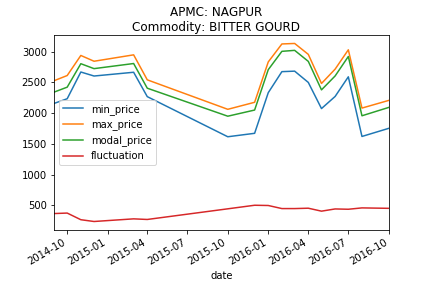 APMC: NAGPUR
Commodity: BITTER GOURD
3000
2500
2000
1500
1000
500
min_price
max_price
modal_price
fluctuation
2014-10
2015-01
2015-04
2015-07
2015-10
2016-01
2016-04
2016-07
2016-10
date